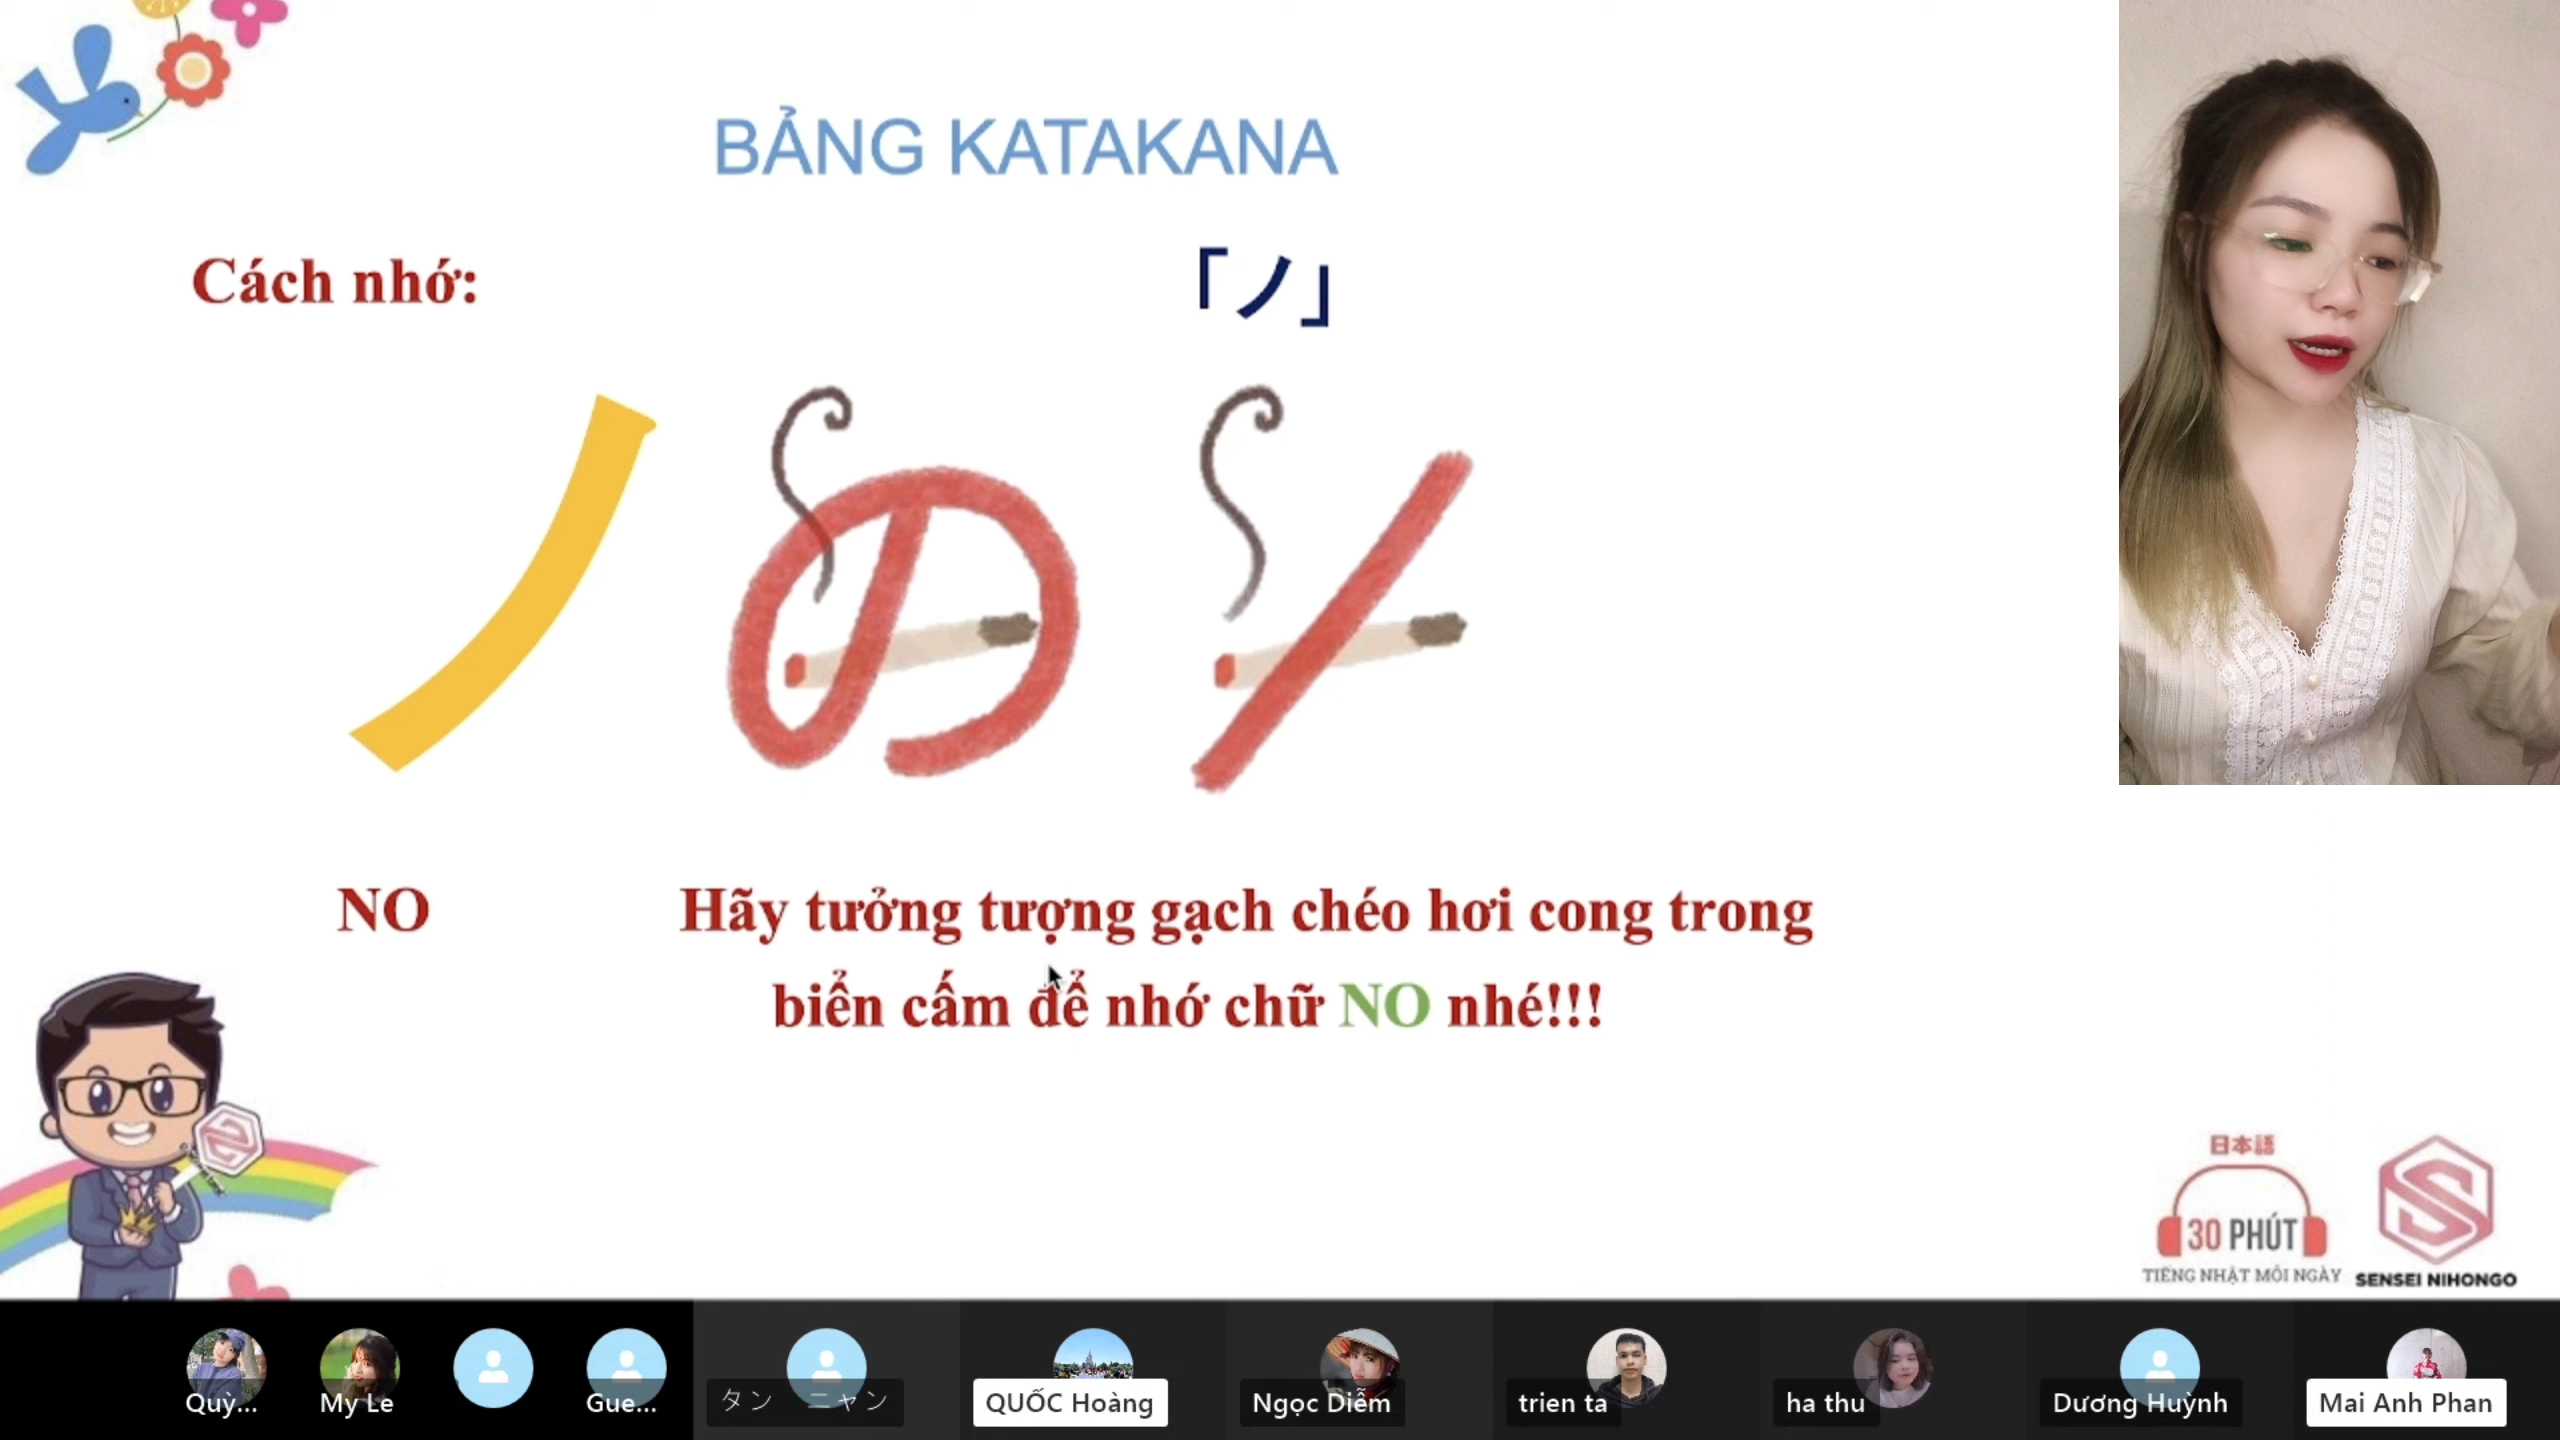 BẢNG KATAKANA
Cách nhớ:
「ノ」
ノ
の
NO
Hãy tưởng tượng gạch chéo hơi cong trong
biển cấm để nhớ chữ NO nhé!!!
日本語
30 PHÚT
TIẾNG NHẬT MỖI NGÀY
SENSEI NIHONGO
Quỳ...
My Le
Gue...
タン ニャン
QUỐC Hoàng
Ngọc Diễm
trien ta
ha thu
Dương Huỳnh
Mai Anh Phan